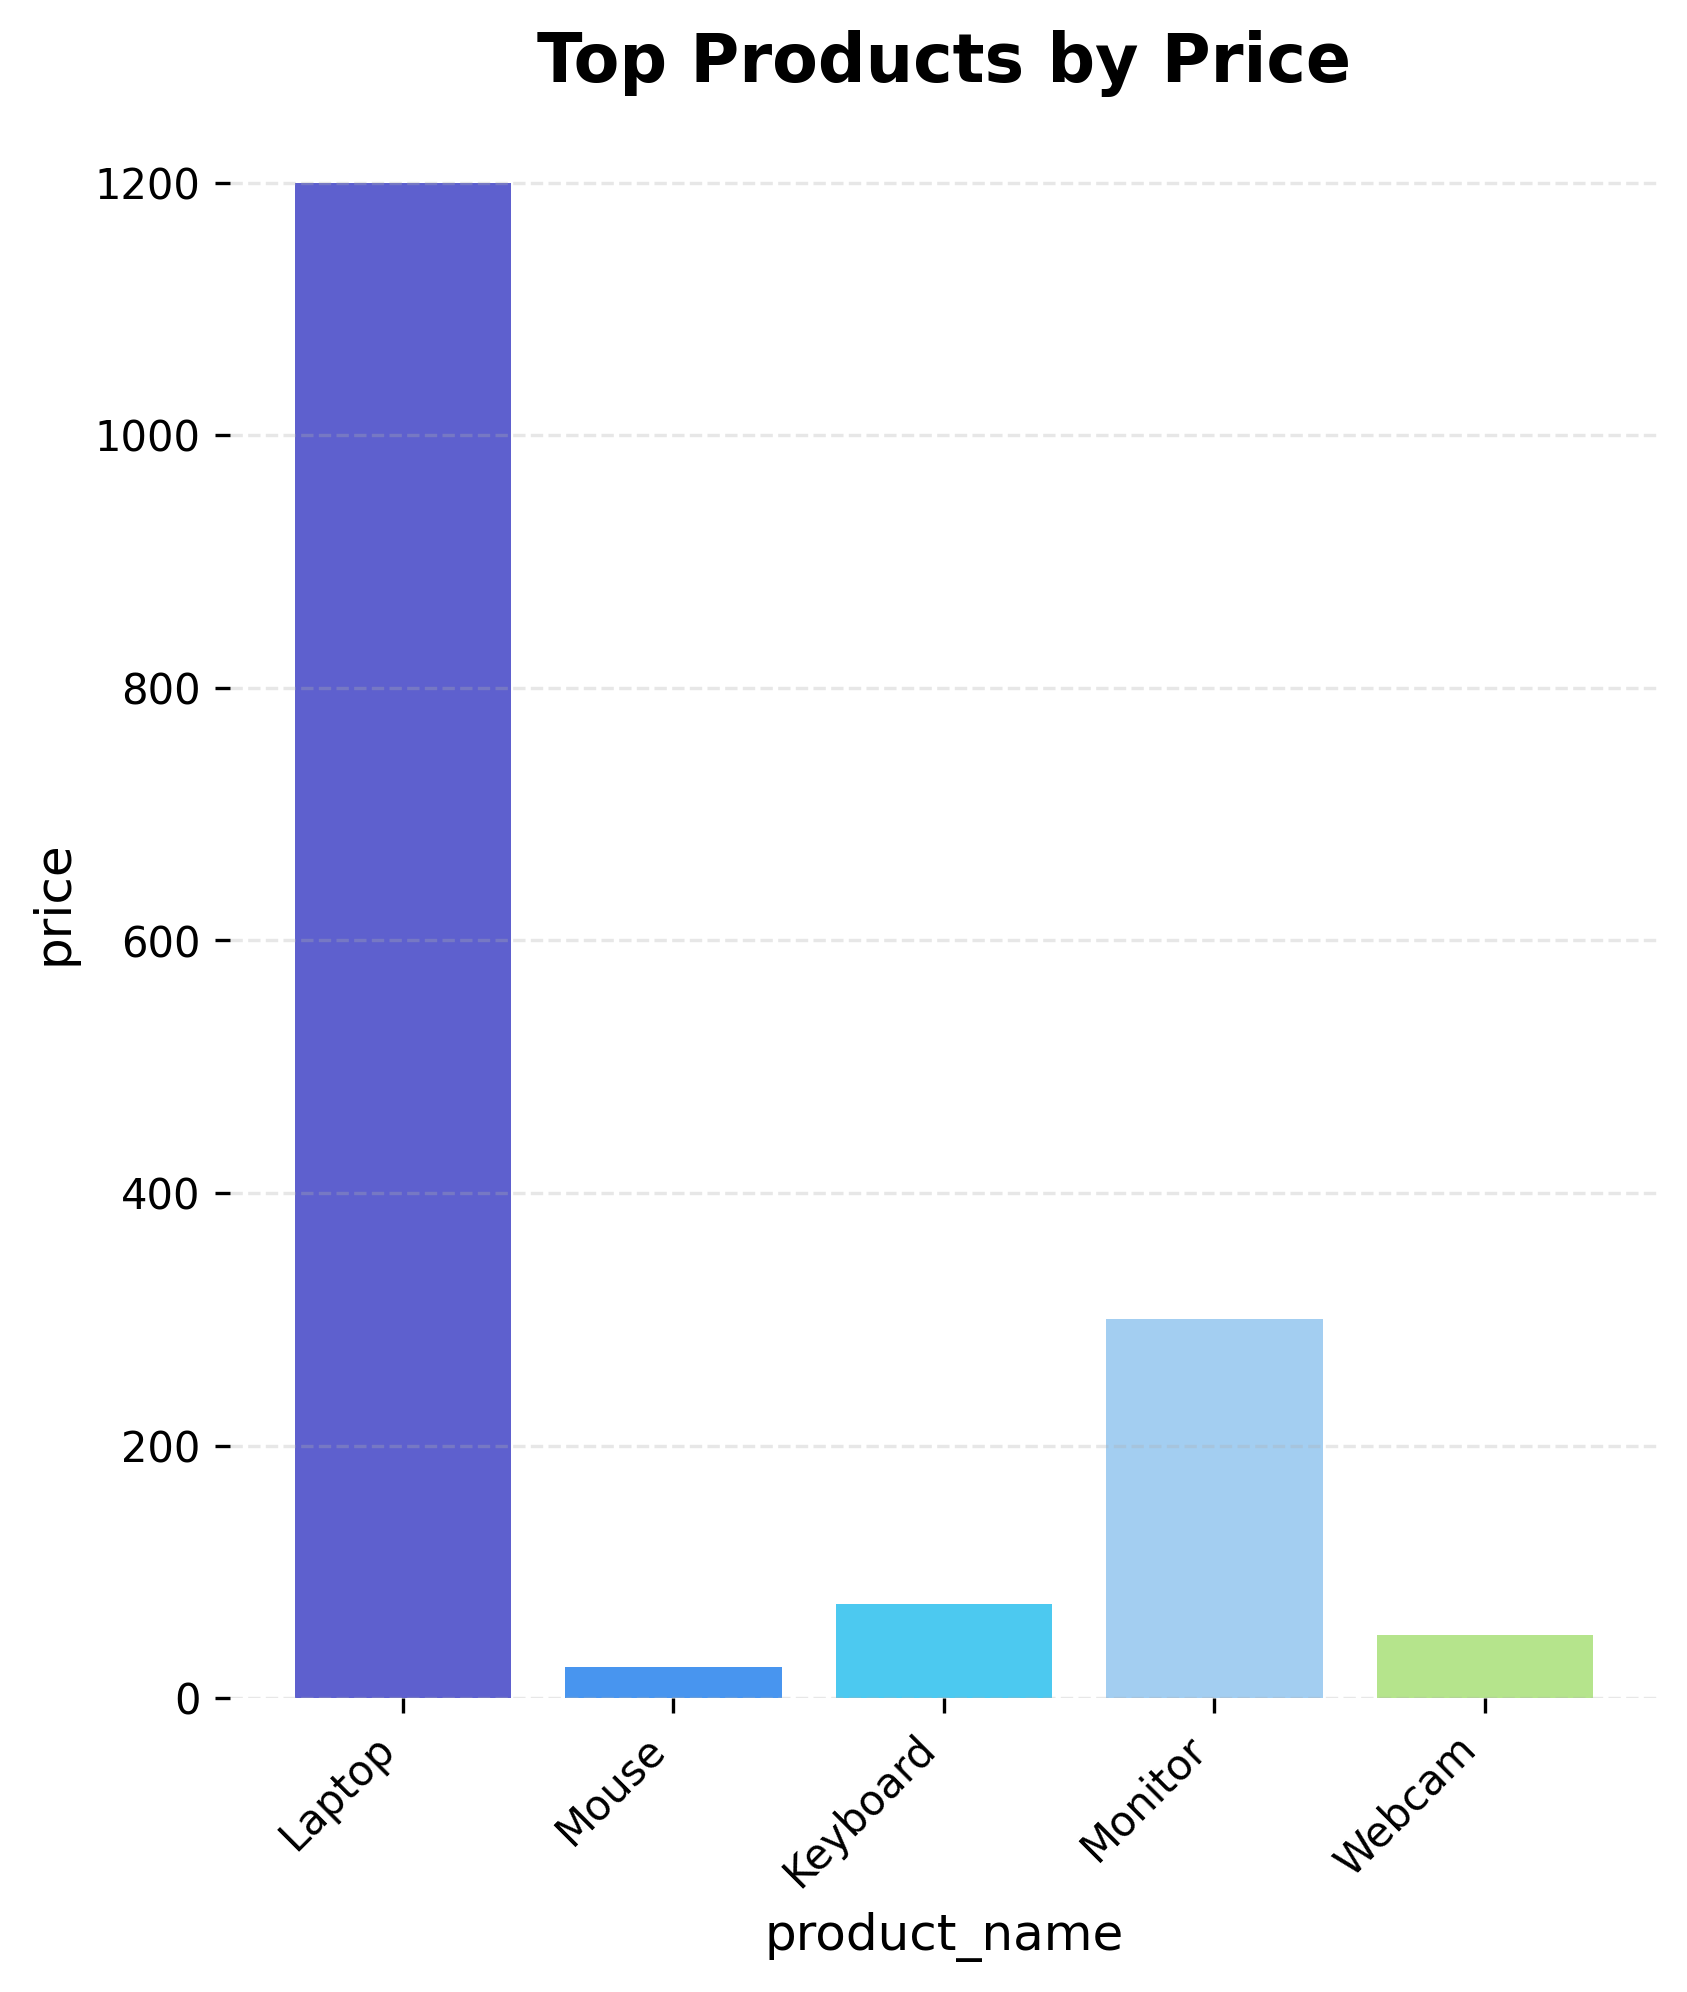 Top Products by Price
1200
1000
800
600
400
200
0
price
Laptop
Mouse
Keyboard
Monitor
Webcam
product_name